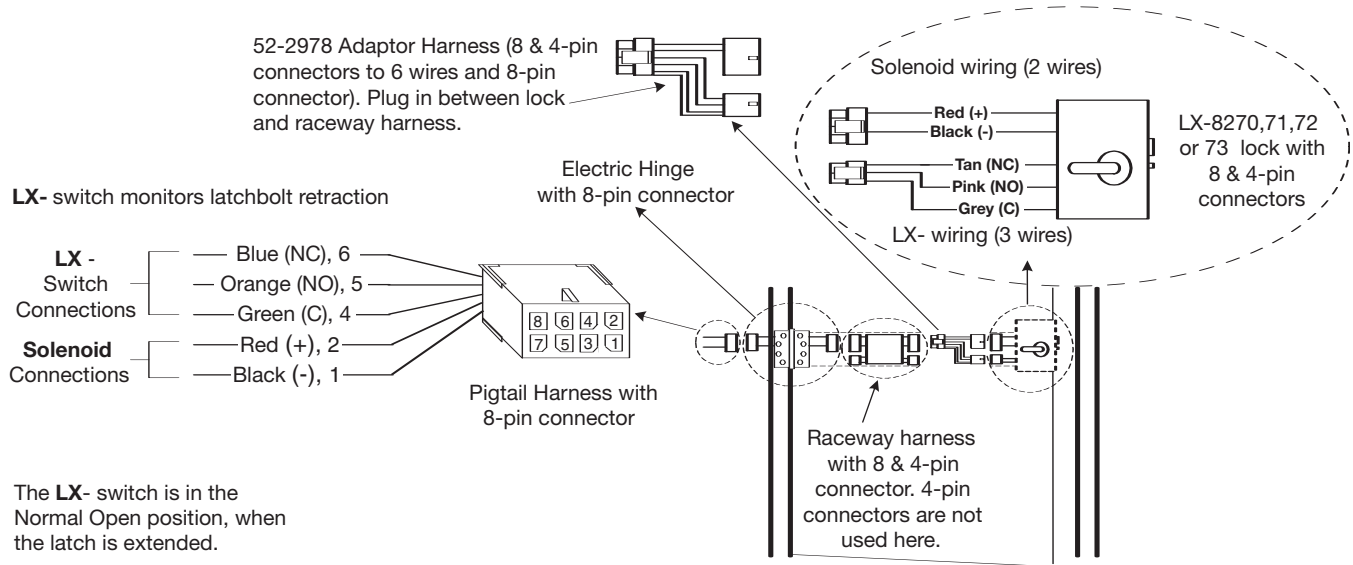 52-2978 Adaptor Harness (8 & 4-pin
connectors to 6 wires and 8-pin
connector). Plug in between lock
and raceway harness.
Solenoid wiring (2 wires)
Red (+)
Black (-)
Tan (NC)
Pink (NO)
Grey (C)
LX- wiring (3 wires)
LX-8270,71,72
or 73 lock with
8 & 4-pin
connectors
Electric Hinge
with 8-pin connector
LX- switch monitors latchbolt retraction
LX -
Switch
Connections
Blue (NC), 6
Orange (NO), 5
Green (C), 4
Solenoid
Connections
Red (+), 2
Black (-), 1
8 6 4 2
7 5 3 1
Pigtail Harness with
8-pin connector
Raceway harness
with 8 & 4-pin
connector. 4-pin
connectors are not
used here.
The LX- switch is in the
Normal Open position, when
the latch is extended.